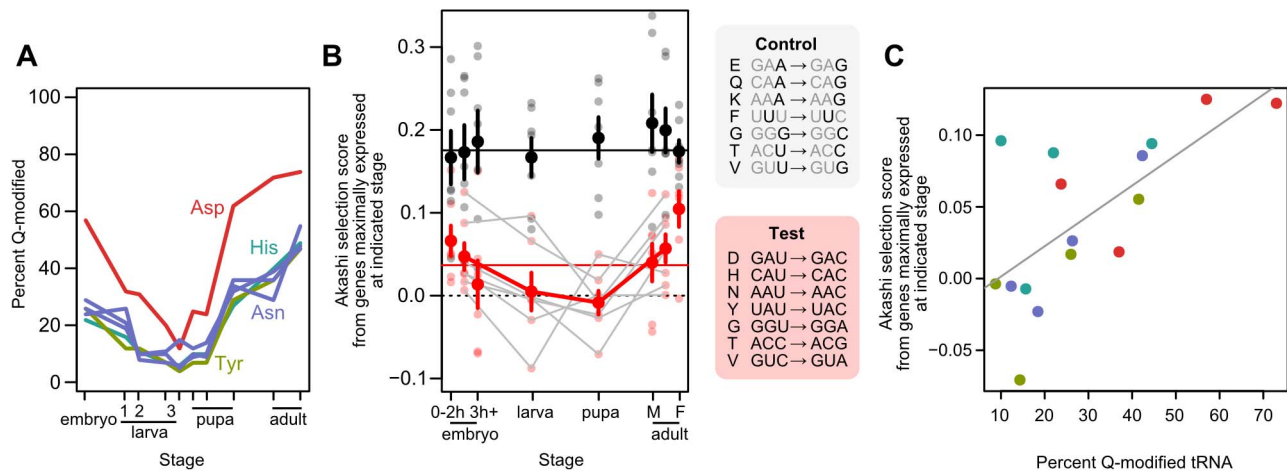 A
Percent Q-modified
100
80
60
40
20
0
Asp
His
Asn
Tyr
embryo
1 2 3
larva
pupa
adult
Stage
B
Akashi selection score
from genes maximally expressed
at indicated stage
0.3
0.2
0.1
0.0
−0.1
0-2h 3h+
embryo
larva
pupa
M F
adult
Stage
Control
E GAA → GAG
Q CAA → CAG
K AAA → AAG
F UUU → UUC
G GGG → GGC
T ACU → ACC
V GUU → GUG
Test
D GAU → GAC
H CAU → CAC
N AAU → AAC
Y UAU → UAC
G GGU → GGA
T ACC → ACG
V GUC → GUA
C
Akashi selection score
from genes maximally expressed
at indicated stage
0.10
0.05
0.00
−0.05
10 20 30 40 50 60 70
Percent Q-modified tRNA